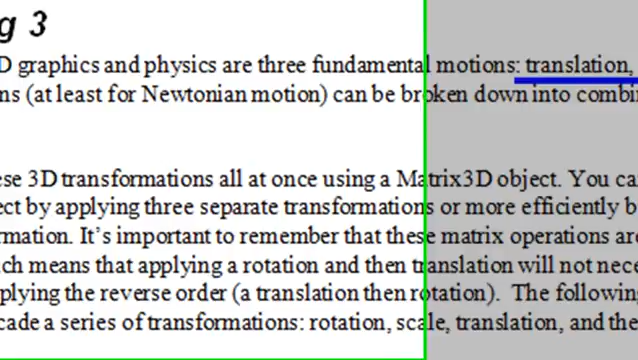 g 3
D graphics and physics are three fundamental motions: translation,
ms (at least for Newtonian motion) can be broken down into combi
ese 3D transformations all at once using a Matrix3D object. You ca
ect by applying three separate transformations or more efficiently b
rmation. It's important to remember that these matrix operations are
ch means that applying a rotation and then translation will not nece
plying the reverse order (a translation then rotation). The following
cade a series of transformations: rotation, scale, translation, and the